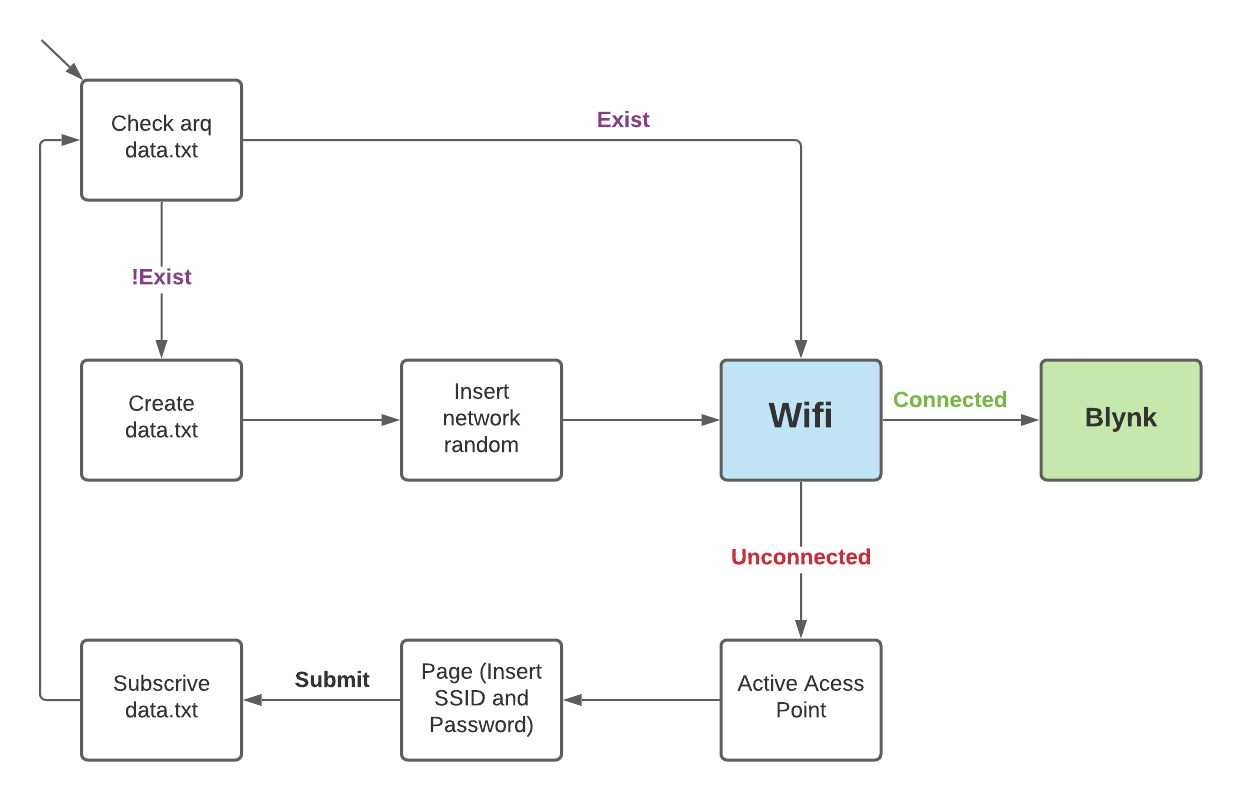 Check arq
data.txt
Exist
!Exist
Create
data.txt
Insert
network
random
Wifi
Connected
Blynk
Unconnected
Subscrive
data.txt
Submit
Page (Insert
SSID and
Password)
Active Acess
Point